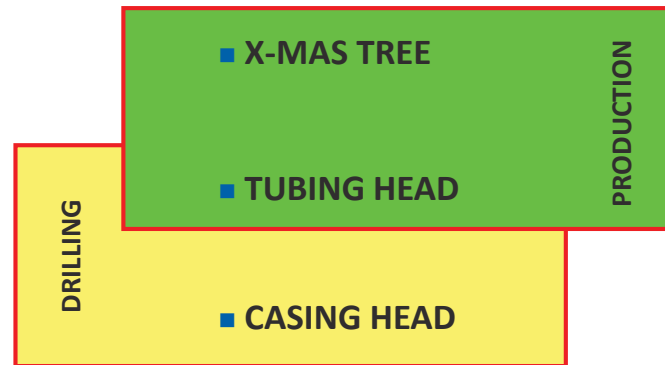 ■ X-MAS TREE
PRODUCTION
■ TUBING HEAD
DRILLING
■ CASING HEAD